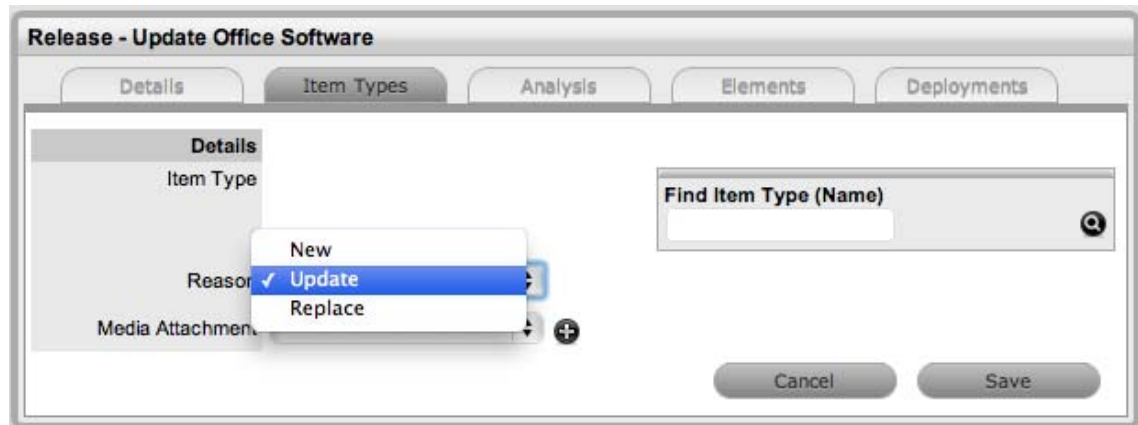 Release - Update Office Software
Details Item Types Analysis Elements Deployments
Details
Item Type
Find Item Type (Name)
New
Reason ✓ Update
Replace
Media Attachment
Cancel Save